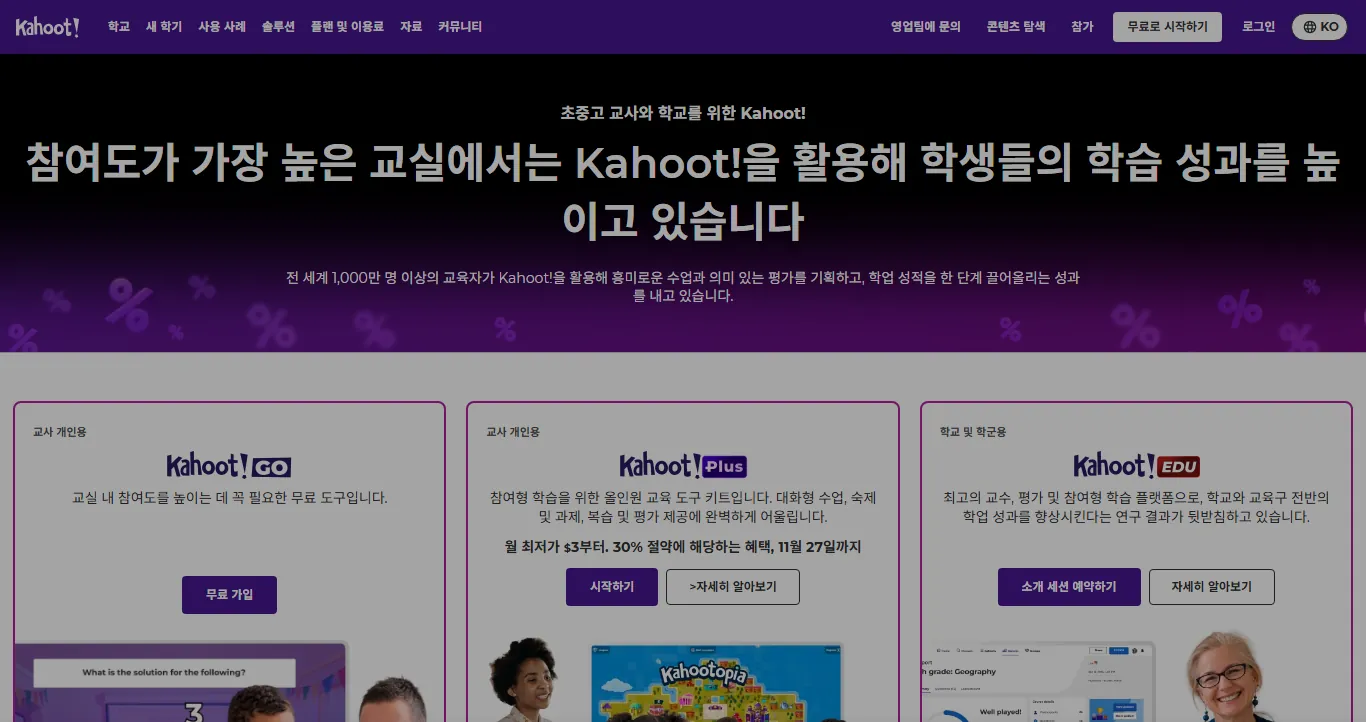 Kahoot! 학교 새 학기 사용 사례 솔루션 플랜 및 이용료 자료 커뮤니티 영업팀에 문의 콘텐츠 탐색 참가 무료로 시작하기 로그인 KO
초중고 교사와 학교를 위한 Kahoot!
참여도가 가장 높은 교실에서는 Kahoot!을 활용해 학생들의 학습 성과를 높
이고 있습니다
전 세계 1,000만 명 이상의 교육자가 Kahoot!을 활용해 흥미로운 수업과 의미 있는 평가를 기획하고, 학업 성적을 한 단계 끌어올리는 성과
를 내고 있습니다.
교사 개인용
Kahoot! GO
교실 내 참여도를 높이는 데 꼭 필요한 무료 도구입니다.
무료 가입
What is the solution for the following?
3
교사 개인용
Kahoot! Plus
참여형 학습을 위한 올인원 교육 도구 키트입니다. 대화형 수업, 숙제
및 과제, 복습 및 평가 제공에 완벽하게 어울립니다.
월 최저가 $3부터. 30% 절약에 해당하는 혜택, 11월 27일까지
시작하기 >자세히 알아보기
Kahootopia
학교 및 학군용
Kahoot! EDU
최고의 교수, 평가 및 참여형 학습 플랫폼으로, 학교와 교육구 전반의
학업 성과를 향상시킨다는 연구 결과가 뒷받침하고 있습니다.
소개 세션 예약하기 자세히 알아보기
h grade: Geography
Well played!